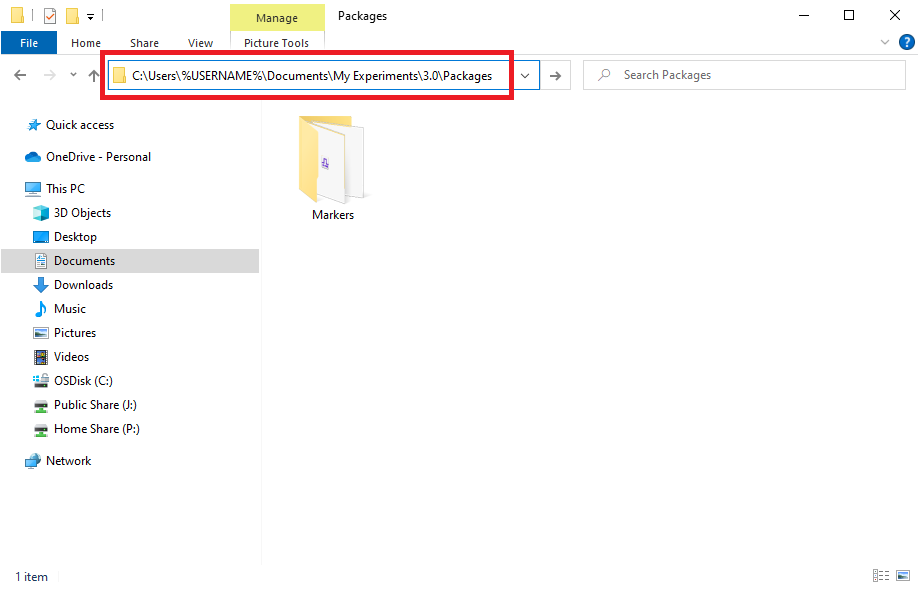 Manage
Packages
File
Home
Share
View
Picture Tools
?
C:\Users\%USERNAME%\Documents\My Experiments\3.0\Packages
Search Packages
Quick access
OneDrive - Personal
This PC
3D Objects
Desktop
Documents
Downloads
Music
Pictures
Videos
OSDisk (C:)
Public Share (J:)
Home Share (P:)
Network
Markers
1 item